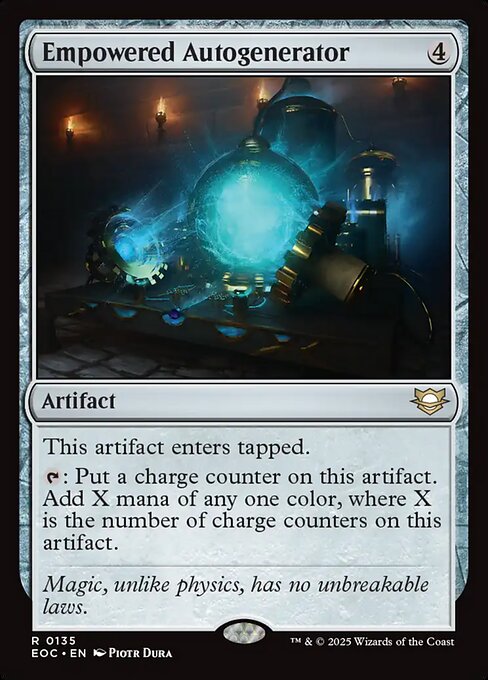 Empowered Autogenerator 4
Artifact
This artifact enters tapped.
: Put a charge counter on this artifact.
Add X mana of any one color, where X
is the number of charge counters on this
artifact.
Magic, unlike physics, has no unbreakable
laws.
R 0135
EOC • EN Piotr Dura
™ & © 2025 Wizards of the Coast